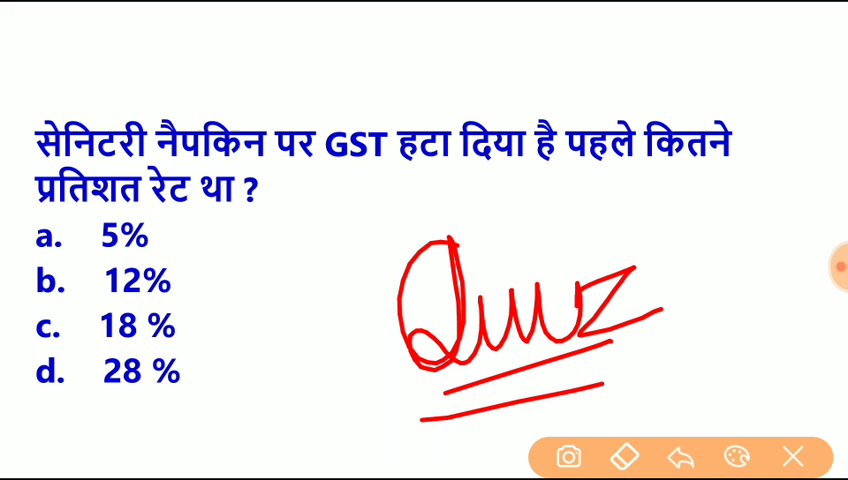 सेनिटरी नैपकिन पर GST हटा दिया है पहले कितने
प्रतिशत रेट था ?
a. 5%
b. 12%
c. 18 %
d. 28 %
Quiz